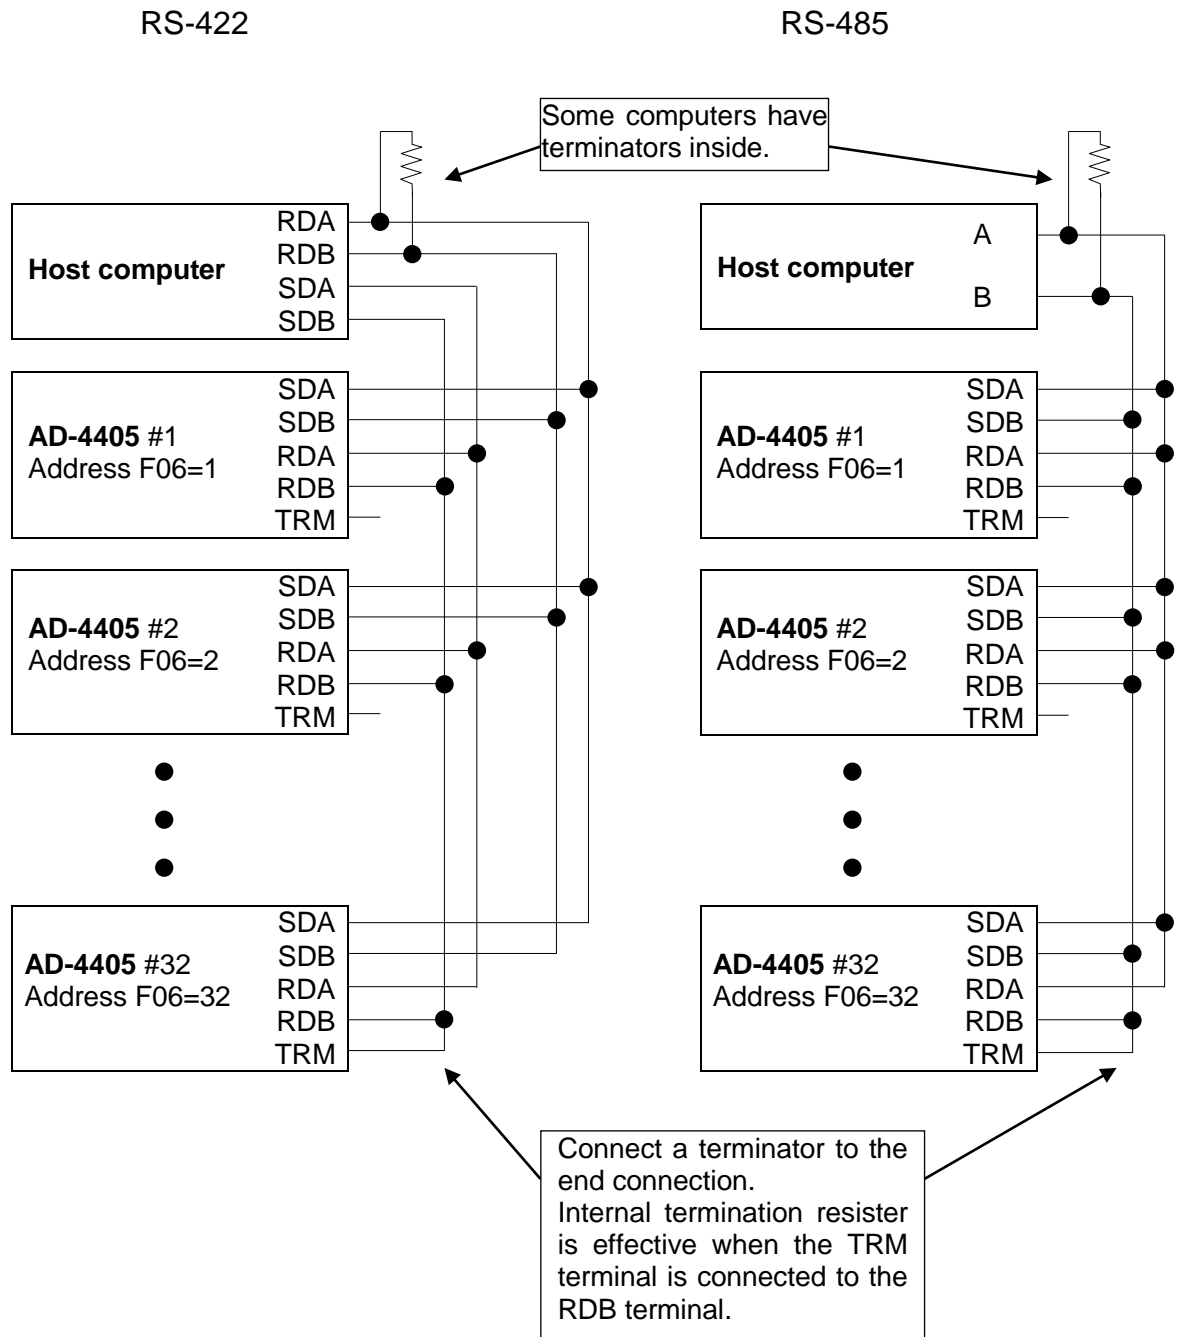 RS-422
RS-485
Some computers have
terminators inside.
Host computer
RDA
RDB
SDA
SDB
AD-4405 #1
Address F06=1
SDA
SDB
RDA
RDB
TRM
AD-4405 #2
Address F06=2
SDA
SDB
RDA
RDB
TRM
AD-4405 #32
Address F06=32
SDA
SDB
RDA
RDB
TRM
Host computer
A
B
AD-4405 #1
Address F06=1
SDA
SDB
RDA
RDB
TRM
AD-4405 #2
Address F06=2
SDA
SDB
RDA
RDB
TRM
AD-4405 #32
Address F06=32
SDA
SDB
RDA
RDB
TRM
Connect a terminator to the
end connection.
Internal termination resister
is effective when the TRM
terminal is connected to the
RDB terminal.